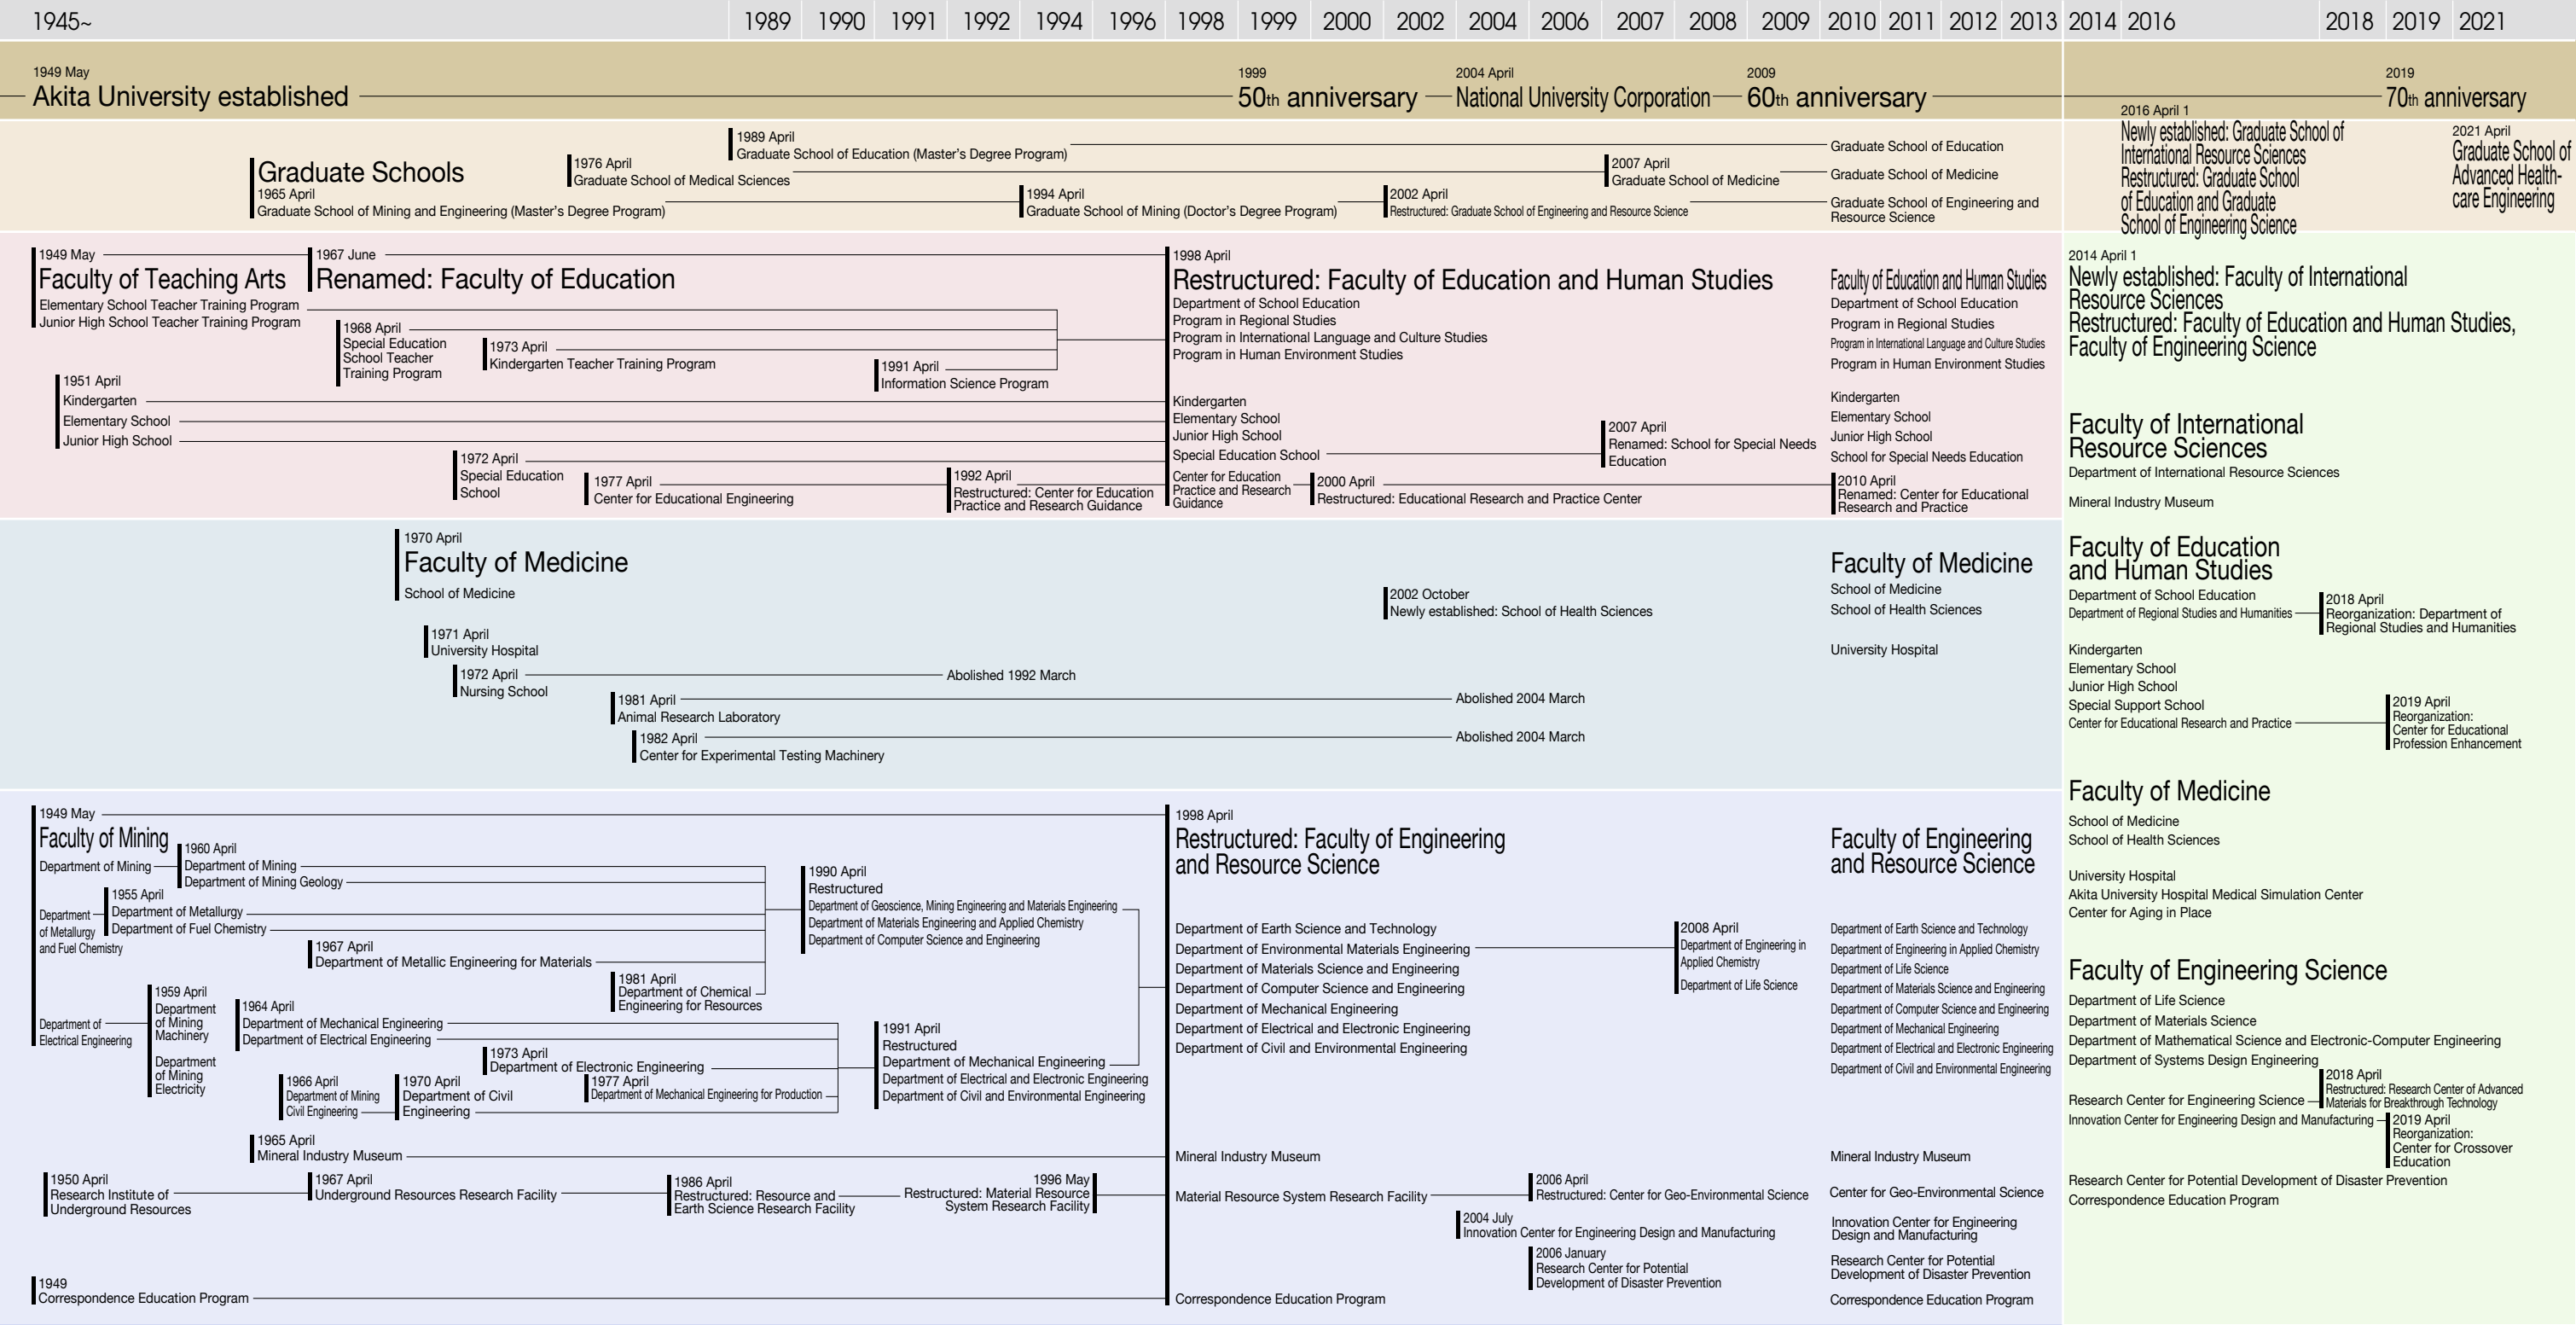 1945~ 1989 1990 1991 1992 1994 1996 1998 1999 2000 2002 2004 2006 2007 2008 2009 2010 2011 2012 2013 2014 2016 2018 2019 2021
1949 May
Akita University established
1999
50th anniversary
2004 April
National University Corporation
2009
60th anniversary
2019
70th anniversary
Graduate Schools
1965 April
Graduate School of Mining and Engineering (Master's Degree Program)
1976 April
Graduate School of Medical Sciences
1989 April
Graduate School of Education (Master's Degree Program)
1994 April
Graduate School of Mining (Doctor's Degree Program)
2002 April
Restructured: Graduate School of Engineering and Resource Science
2007 April
Graduate School of Medicine
Graduate School of Education
Graduate School of Medicine
Graduate School of Engineering and
Resource Science
2016 April 1
Newly established: Graduate School of
International Resource Sciences
Restructured: Graduate School
of Education and Graduate
School of Engineering Science
2021 April
Graduate School of
Advanced Health-
care Engineering
1949 May
Faculty of Teaching Arts
Elementary School Teacher Training Program
Junior High School Teacher Training Program
1967 June
Renamed: Faculty of Education
1968 April
Special Education
School Teacher
Training Program
1973 April
Kindergarten Teacher Training Program
1991 April
Information Science Program
1951 April
Kindergarten
Elementary School
Junior High School
1972 April
Special Education
School
1977 April
Center for Educational Engineering
1992 April
Restructured: Center for Education
Practice and Research Guidance
1998 April
Restructured: Faculty of Education and Human Studies
Department of School Education
Program in Regional Studies
Program in International Language and Culture Studies
Program in Human Environment Studies
Kindergarten
Elementary School
Junior High School
Special Education School
Center for Education
Practice and Research
Guidance
2000 April
Restructured: Educational Research and Practice Center
2007 April
Renamed: School for Special Needs
Education
Faculty of Education and Human Studies
Department of School Education
Program in Regional Studies
Program in International Language and Culture Studies
Program in Human Environment Studies
Kindergarten
Elementary School
Junior High School
School for Special Needs Education
2010 April
Renamed: Center for Educational
Research and Practice
1970 April
Faculty of Medicine
School of Medicine
1971 April
University Hospital
1972 April
Nursing School
Abolished 1992 March
1981 April
Animal Research Laboratory
Abolished 2004 March
1982 April
Center for Experimental Testing Machinery
Abolished 2004 March
2002 October
Newly established: School of Health Sciences
Faculty of Medicine
School of Medicine
School of Health Sciences
University Hospital
1949 May
Faculty of Mining
Department of Mining
1960 April
Department of Mining
Department of Mining Geology
Department
of Metallurgy
and Fuel Chemistry
1955 April
Department of Metallurgy
Department of Fuel Chemistry
1967 April
Department of Metallic Engineering for Materials
1981 April
Department of Chemical
Engineering for Resources
Department of
Electrical Engineering
1959 April
Department
of Mining
Machinery
Department
of Mining
Electricity
1964 April
Department of Mechanical Engineering
Department of Electrical Engineering
1973 April
Department of Electronic Engineering
1966 April
Department of Mining
Civil Engineering
1970 April
Department of Civil
Engineering
1977 April
Department of Mechanical Engineering for Production
1990 April
Restructured
Department of Geoscience, Mining Engineering and Materials Engineering
Department of Materials Engineering and Applied Chemistry
Department of Computer Science and Engineering
1991 April
Restructured
Department of Mechanical Engineering
Department of Electrical and Electronic Engineering
Department of Civil and Environmental Engineering
1965 April
Mineral Industry Museum
1950 April
Research Institute of
Underground Resources
1967 April
Underground Resources Research Facility
1986 April
Restructured: Resource and
Earth Science Research Facility
1996 May
Restructured: Material Resource
System Research Facility
1949
Correspondence Education Program
1998 April
Restructured: Faculty of Engineering
and Resource Science
Department of Earth Science and Technology
Department of Environmental Materials Engineering
Department of Materials Science and Engineering
Department of Computer Science and Engineering
Department of Mechanical Engineering
Department of Electrical and Electronic Engineering
Department of Civil and Environmental Engineering
2008 April
Department of Engineering in
Applied Chemistry
Department of Life Science
Mineral Industry Museum
Material Resource System Research Facility
2006 April
Restructured: Center for Geo-Environmental Science
2004 July
Innovation Center for Engineering Design and Manufacturing
2006 January
Research Center for Potential
Development of Disaster Prevention
Correspondence Education Program
Faculty of Engineering
and Resource Science
Department of Earth Science and Technology
Department of Engineering in Applied Chemistry
Department of Life Science
Department of Materials Science and Engineering
Department of Computer Science and Engineering
Department of Mechanical Engineering
Department of Electrical and Electronic Engineering
Department of Civil and Environmental Engineering
Mineral Industry Museum
Center for Geo-Environmental Science
Innovation Center for Engineering
Design and Manufacturing
Research Center for Potential
Development of Disaster Prevention
Correspondence Education Program
2014 April 1
Newly established: Faculty of International
Resource Sciences
Restructured: Faculty of Education and Human Studies,
Faculty of Engineering Science
Faculty of International
Resource Sciences
Department of International Resource Sciences
Mineral Industry Museum
Faculty of Education
and Human Studies
Department of School Education
Department of Regional Studies and Humanities
2018 April
Reorganization: Department of
Regional Studies and Humanities
Kindergarten
Elementary School
Junior High School
Special Support School
Center for Educational Research and Practice
2019 April
Reorganization:
Center for Educational
Profession Enhancement
Faculty of Medicine
School of Medicine
School of Health Sciences
University Hospital
Akita University Hospital Medical Simulation Center
Center for Aging in Place
Faculty of Engineering Science
Department of Life Science
Department of Materials Science
Department of Mathematical Science and Electronic-Computer Engineering
Department of Systems Design Engineering
Research Center for Engineering Science
2018 April
Restructured: Research Center of Advanced
Materials for Breakthrough Technology
Innovation Center for Engineering Design and Manufacturing
2019 April
Reorganization:
Center for Crossover
Education
Research Center for Potential Development of Disaster Prevention
Correspondence Education Program